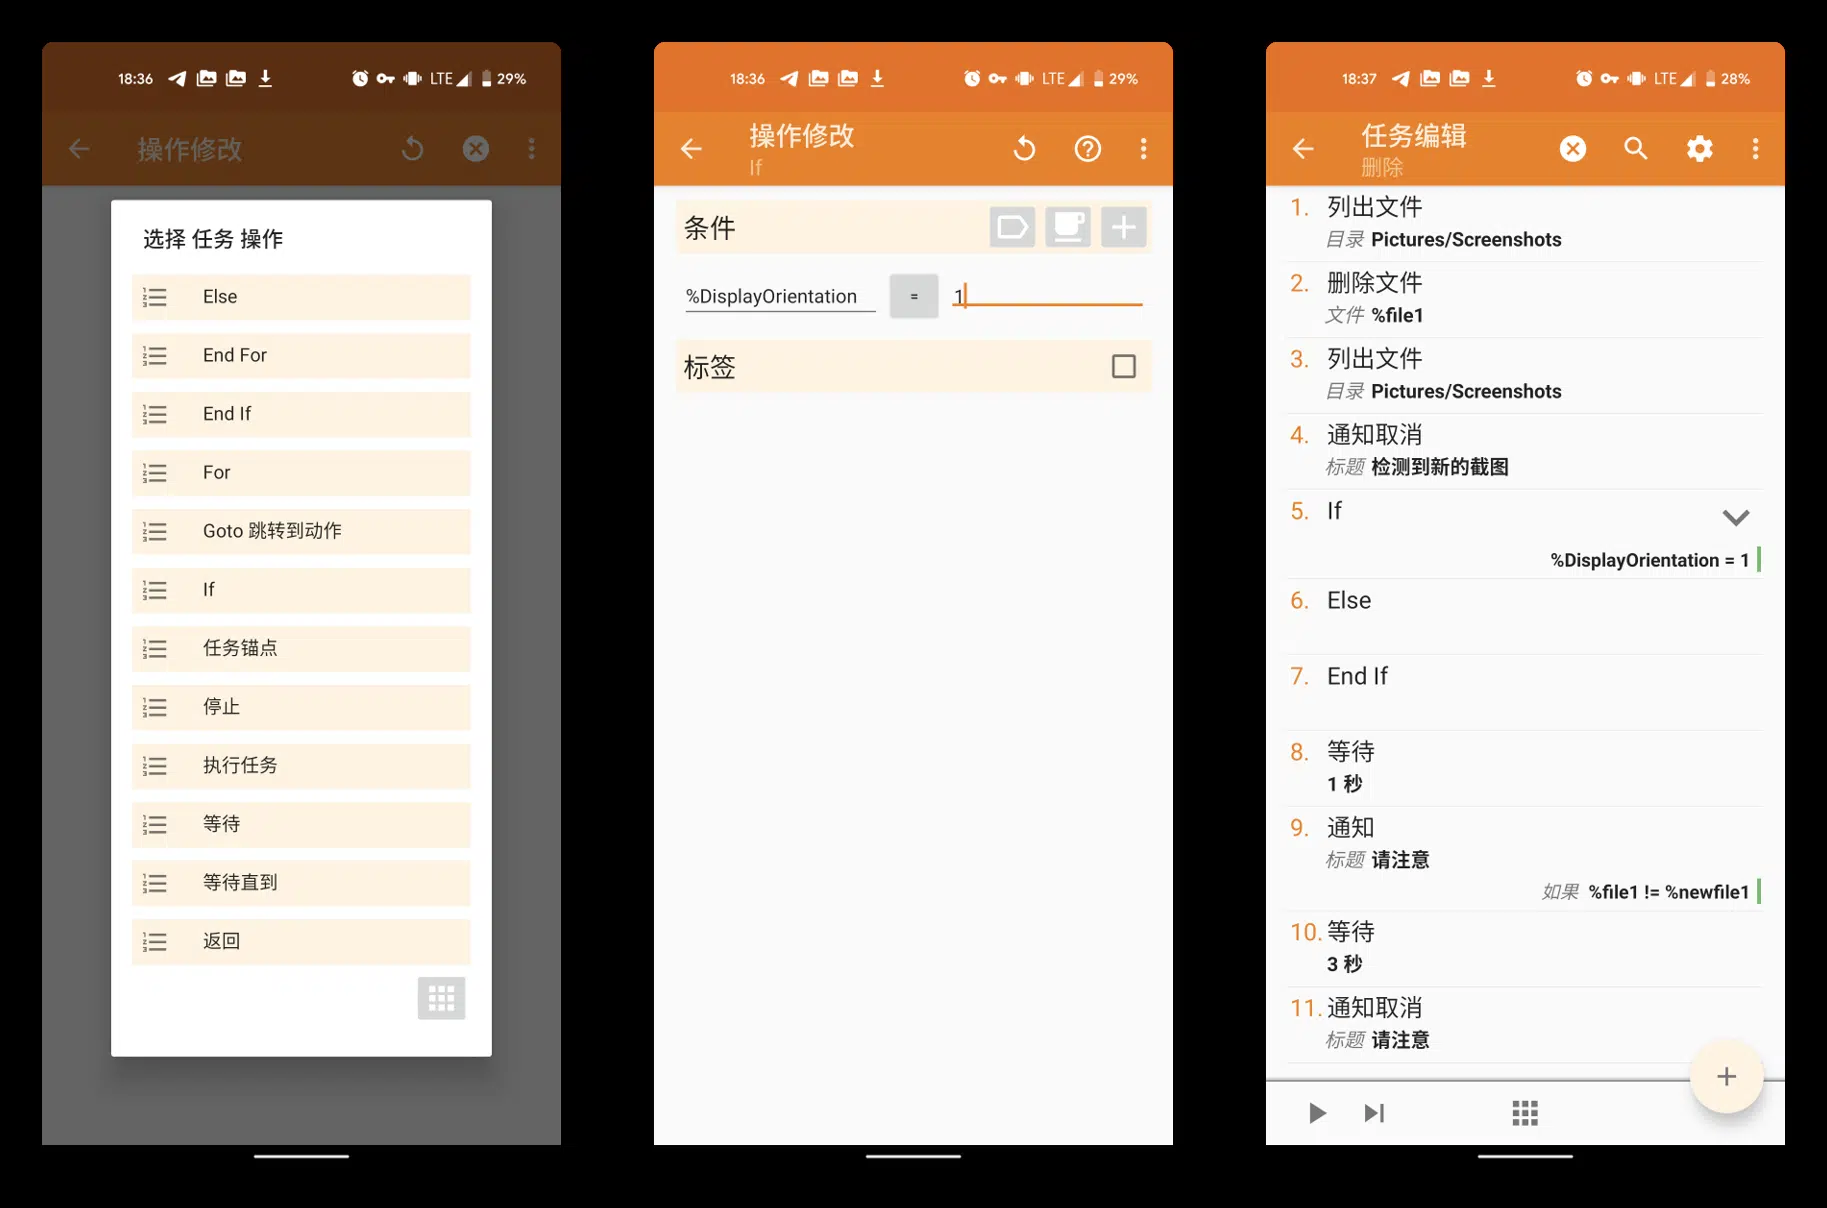 18:36 LTE 29%
操作修改
选择 任务 操作
Else
End For
End If
For
Goto 跳转到动作
If
任务锚点
停止
执行任务
等待
等待直到
返回
18:36 LTE 29%
操作修改
If
条件
%DisplayOrientation = 1
标签
18:37 LTE 28%
任务编辑
删除
1. 列出文件
目录 Pictures/Screenshots
2. 删除文件
文件 %file1
3. 列出文件
目录 Pictures/Screenshots
4. 通知取消
标题 检测到新的截图
5. If
%DisplayOrientation = 1
6. Else
7. End If
8. 等待
1 秒
9. 通知
标题 请注意
如果 %file1 != %newfile1
10. 等待
3 秒
11. 通知取消
标题 请注意